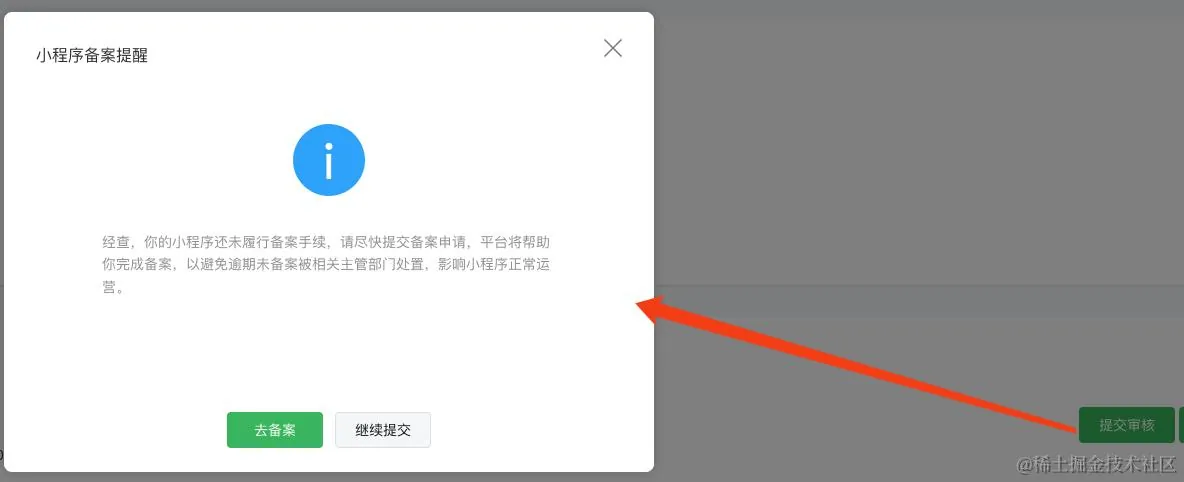 小程序备案提醒
经查，你的小程序还未履行备案手续，请尽快提交备案申请，平台将帮助
你完成备案，以避免逾期未备案被相关主管部门处置，影响小程序正常运
营。
去备案
继续提交
提交审核
@稀土掘金技术社区